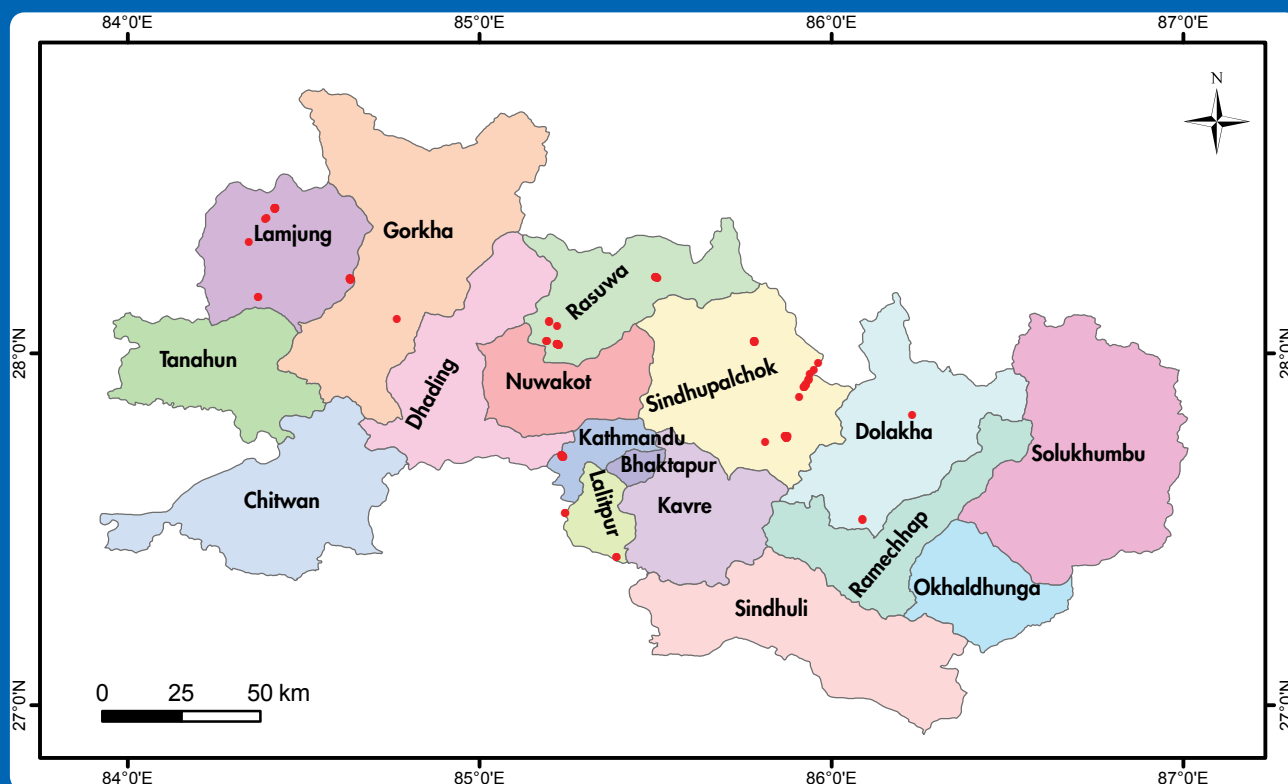 84°0'E 85°0'E 86°0'E 87°0'E
N
Lamjung
Gorkha
Rasuwa
28°0'N
28°0'N
Tanahun
Nuwakot
Dhading
Sindhupalchok
Kathmandu
Dolakha
Bhaktapur
Solukhumbu
Chitwan
Lalitpur
Kavre
Ramechhap
Okhaldhunga
Sindhuli
0 25 50 km
27°0'N
27°0'N
84°0'E 85°0'E 86°0'E 87°0'E